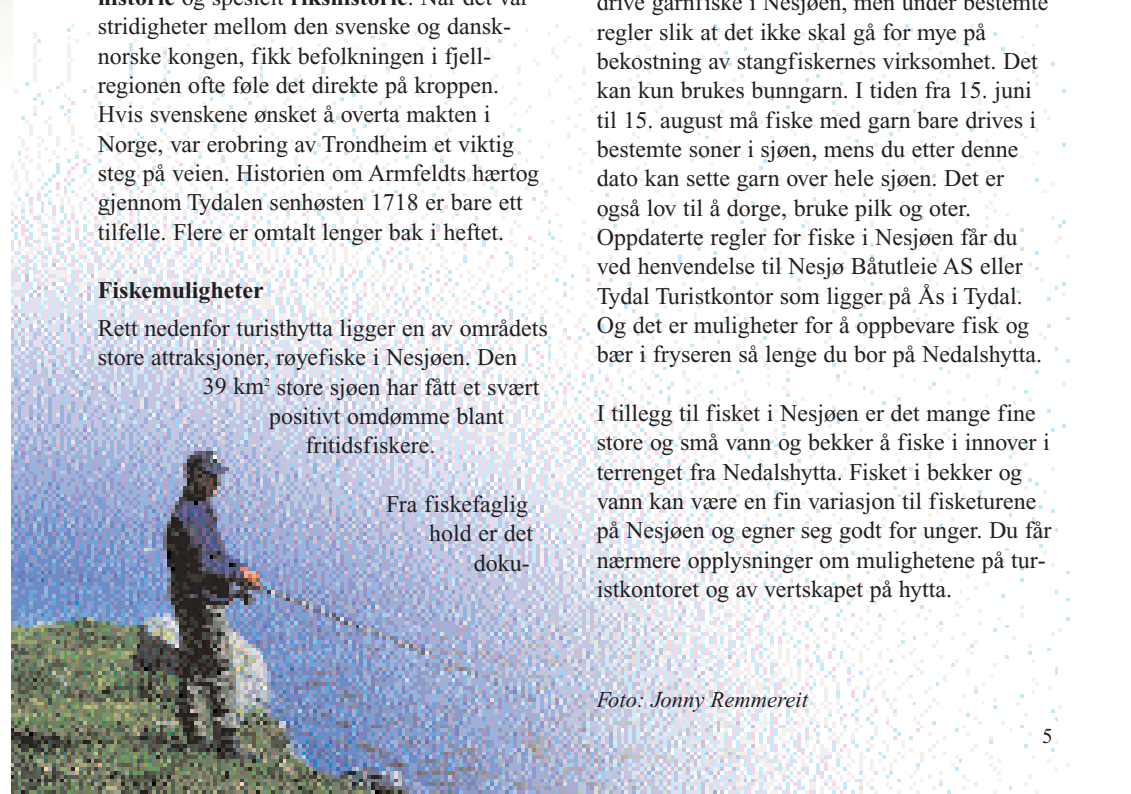 historie og spesielt rikshistorie. Når det var
stridigheter mellom den svenske og dansk-
norske kongen, fikk befolkningen i fjell-
regionen ofte føle det direkte på kroppen.
Hvis svenskene ønsket å overta makten i
Norge, var erobring av Trondheim et viktig
steg på veien. Historien om Armfeldts hærtog
gjennom Tydalen senhøsten 1718 er bare ett
tilfelle. Flere er omtalt lenger bak i heftet.
Fiskemuligheter
Rett nedenfor turisthytta ligger en av områdets
store attraksjoner, røyefiske i Nesjøen. Den
39 km² store sjøen har fått et svært
positivt omdømme blant
fritidsfiskere.
Fra fiskefaglig
hold er det
doku-
drive garnfiske i Nesjøen, men under bestemte
regler slik at det ikke skal gå for mye på
bekostning av stangfiskernes virksomhet. Det
kan kun brukes bunngarn. I tiden fra 15. juni
til 15. august må fiske med garn bare drives i
bestemte soner i sjøen, mens du etter denne
dato kan sette garn over hele sjøen. Det er
også lov til å dorge, bruke pilk og oter.
Oppdaterte regler for fiske i Nesjøen får du
ved henvendelse til Nesjø Båtutleie AS eller
Tydal Turistkontor som ligger på Ås i Tydal.
Og det er muligheter for å oppbevare fisk og
bær i fryseren så lenge du bor på Nedalshytta.
I tillegg til fisket i Nesjøen er det mange fine
store og små vann og bekker å fiske i innover i
terrenget fra Nedalshytta. Fisket i bekker og
vann kan være en fin variasjon til fisketurene
på Nesjøen og egner seg godt for unger. Du får
nærmere opplysninger om mulighetene på tur-
istkontoret og av vertskapet på hytta.
Foto: Jonny Remmereit
5